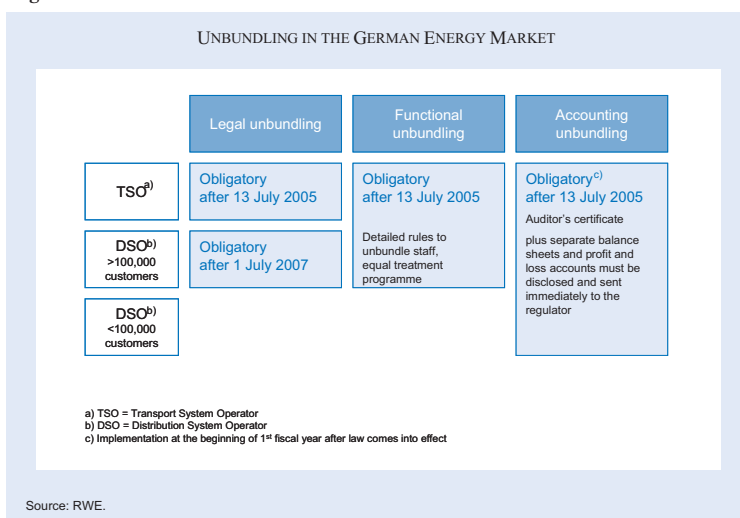 UNBUNDLING IN THE GERMAN ENERGY MARKET
Legal unbundling
Functional
unbundling
Accounting
unbundling
TSOa)
Obligatory
after 13 July 2005
Obligatory
after 13 July 2005
Detailed rules to
unbundle staff,
equal treatment
programme
Obligatoryc)
after 13 July 2005
Auditor's certificate
plus separate balance
sheets and profit and
loss accounts must be
disclosed and sent
immediately to the
regulator
DSOb)
>100,000
customers
Obligatory
after 1 July 2007
DSOb)
<100,000
customers
a) TSO = Transport System Operator
b) DSO = Distribution System Operator
c) Implementation at the beginning of 1st fiscal year after law comes into effect
Source: RWE.